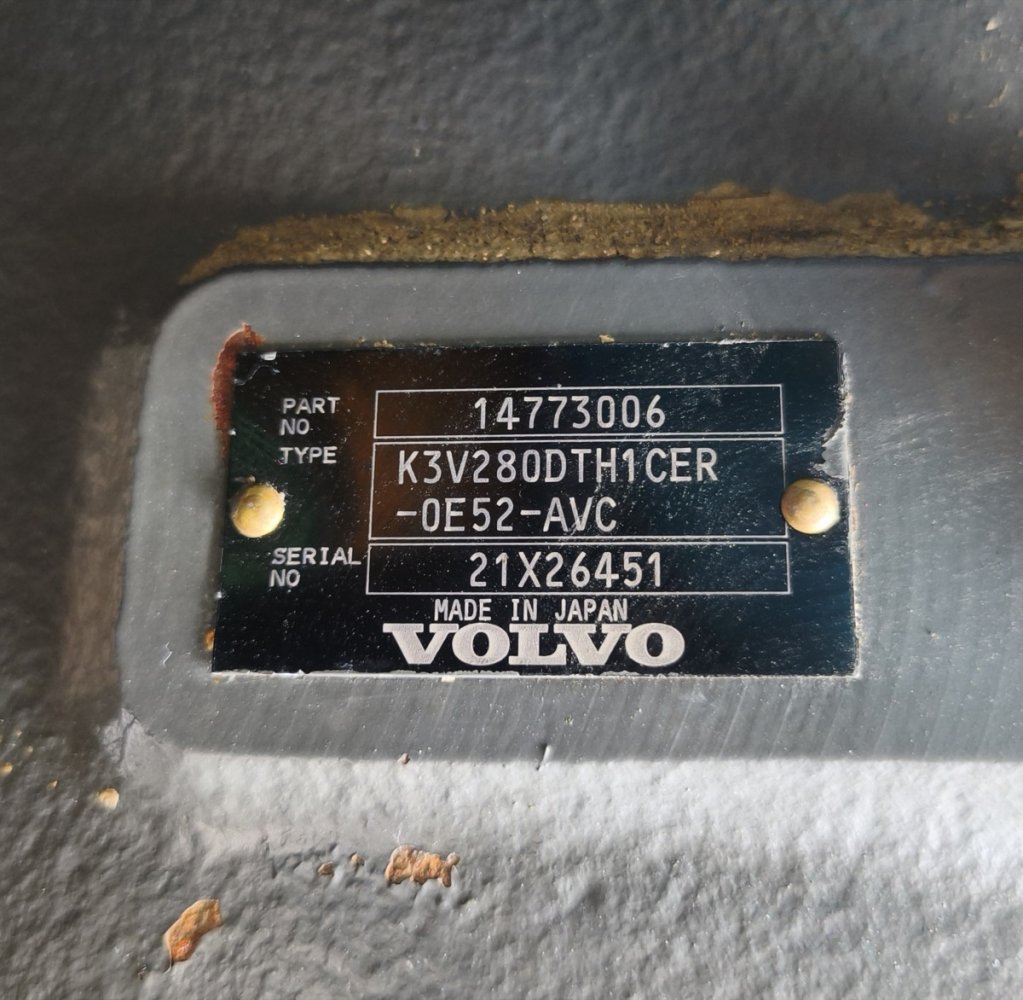 PART NO 14773006
TYPE K3V280DTH1CER
-0E52-AVC
SERIAL NO 21X26451
MADE IN JAPAN
VOLVO